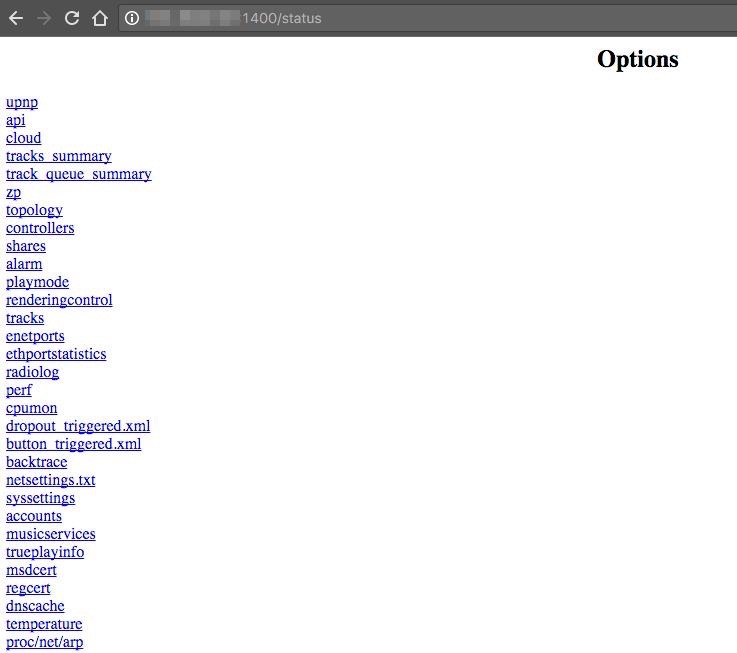 1400/status
Options
upnp
api
cloud
tracks_summary
track_queue_summary
zp
topology
controllers
shares
alarm
playmode
renderingcontrol
tracks
enetports
ethportstatistics
radiolog
perf
cpumon
dropout_triggered.xml
button_triggered.xml
backtrace
netsettings.txt
syssettings
accounts
musicservices
trueplayinfo
msdcert
regcert
dnscache
temperature
proc/net/arp